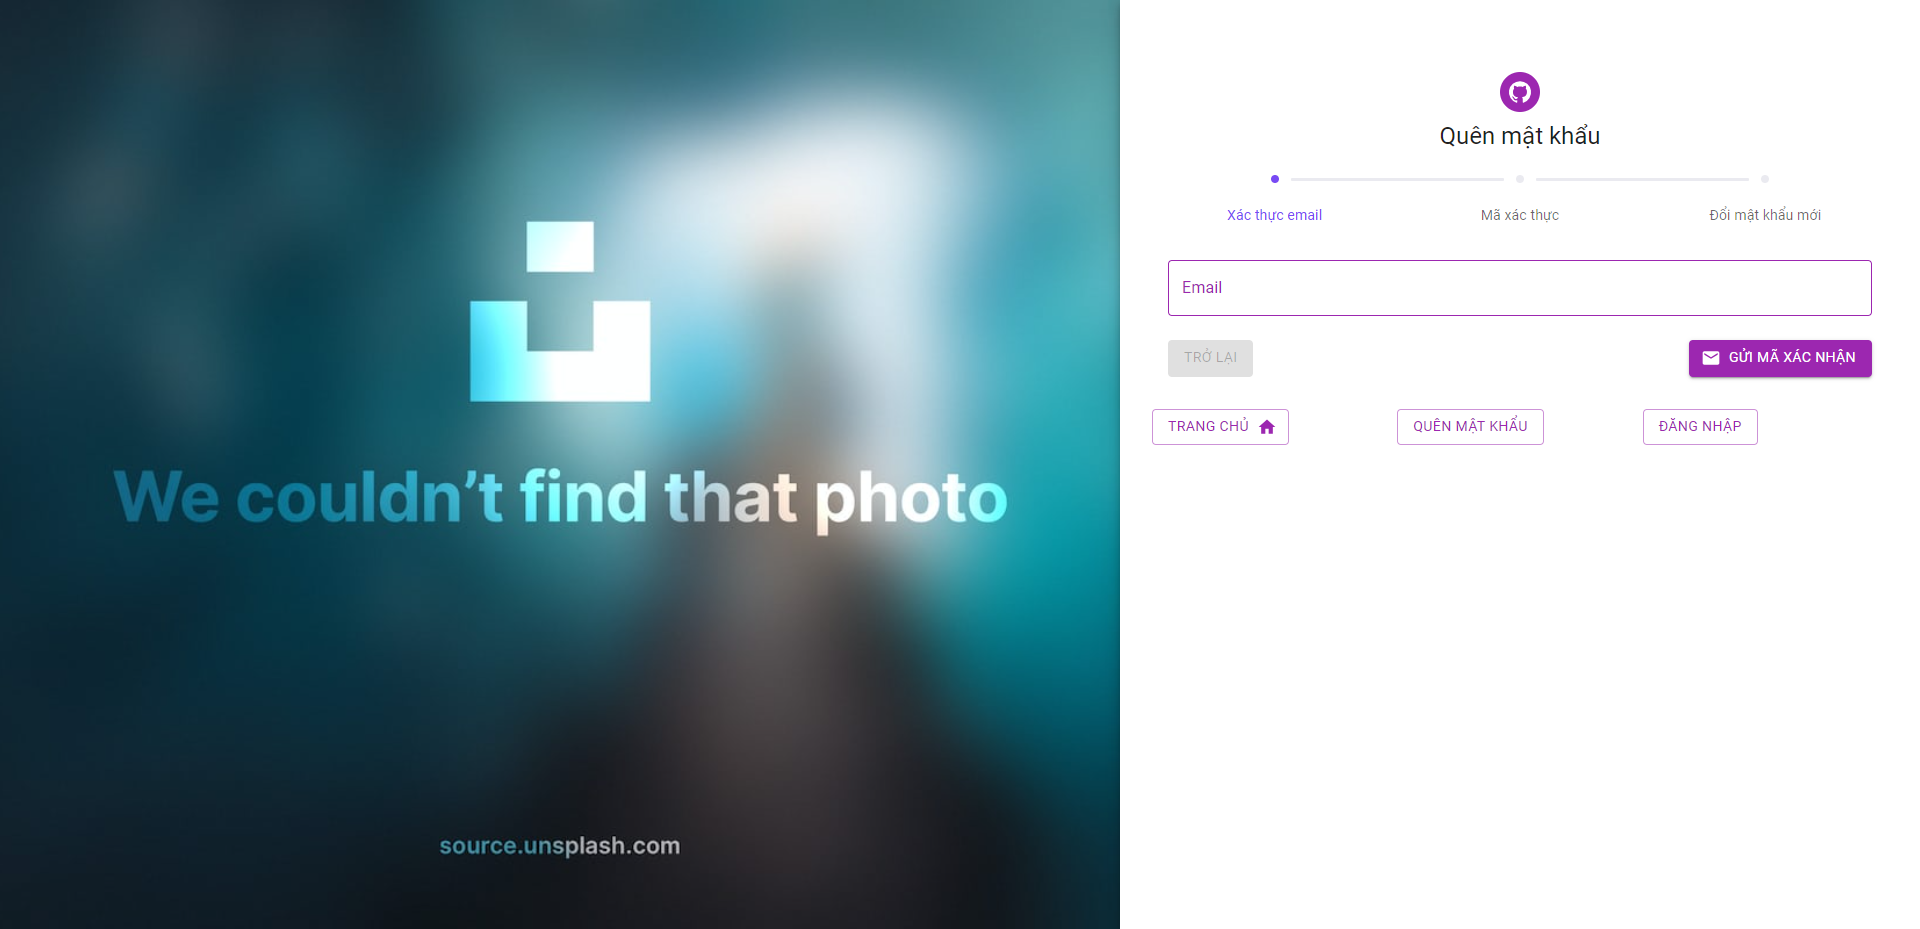 We couldn’t find that photo
source.unsplash.com
Quên mật khẩu
Xác thực email
Mã xác thực
Đổi mật khẩu mới
Email
TRỞ LẠI
GỬI MÃ XÁC NHẬN
TRANG CHỦ
QUÊN MẬT KHẨU
ĐĂNG NHẬP